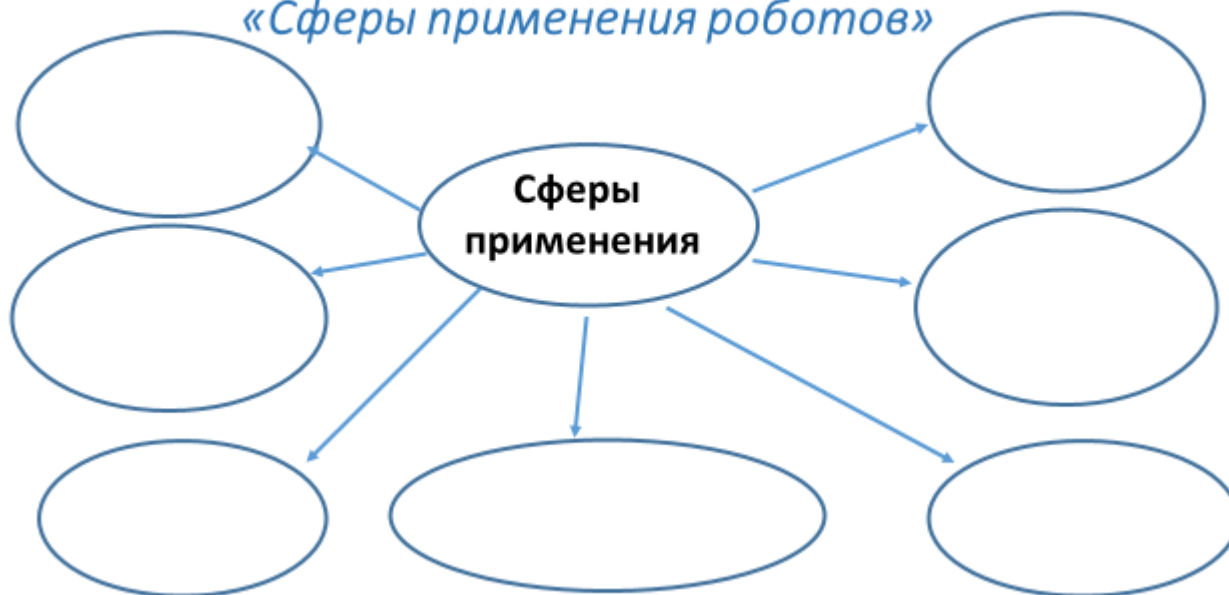 «Сферы применения роботов»
Сферы
применения